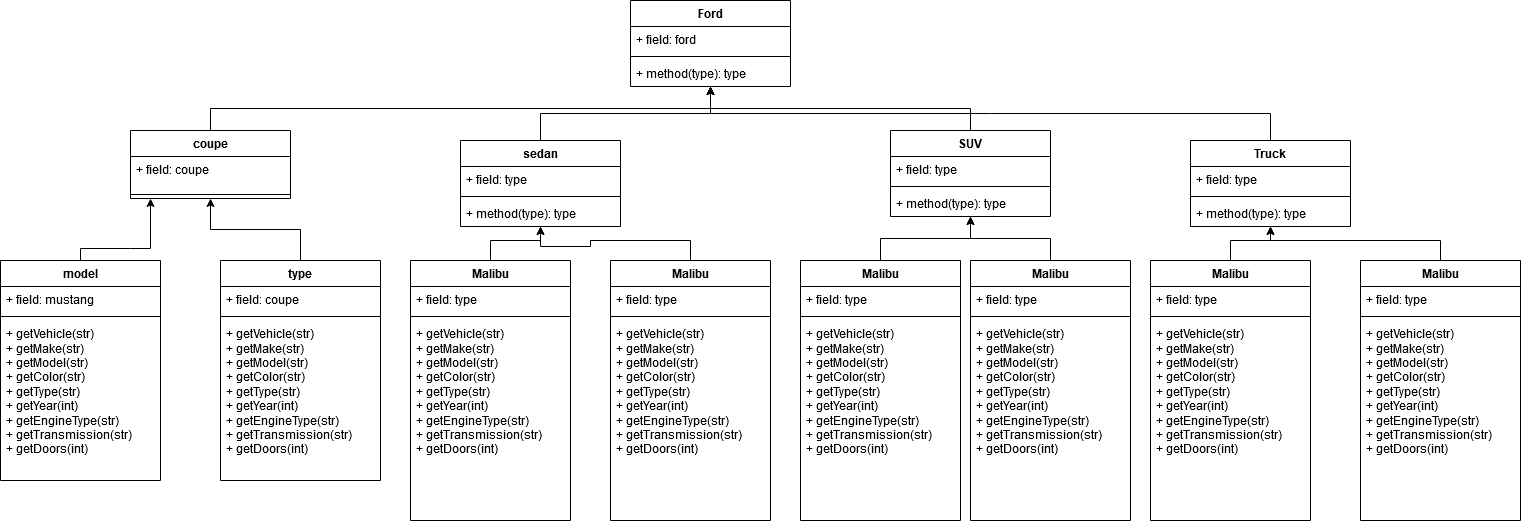 Ford
+ field: ford
+ method(type): type
coupe
+ field: coupe
sedan
+ field: type
+ method(type): type
SUV
+ field: type
+ method(type): type
Truck
+ field: type
+ method(type): type
model
+ field: mustang
+ getVehicle(str)
+ getMake(str)
+ getModel(str)
+ getColor(str)
+ getType(str)
+ getYear(int)
+ getEngineType(str)
+ getTransmission(str)
+ getDoors(int)
type
+ field: coupe
+ getVehicle(str)
+ getMake(str)
+ getModel(str)
+ getColor(str)
+ getType(str)
+ getYear(int)
+ getEngineType(str)
+ getTransmission(str)
+ getDoors(int)
Malibu
+ field: type
+ getVehicle(str)
+ getMake(str)
+ getModel(str)
+ getColor(str)
+ getType(str)
+ getYear(int)
+ getEngineType(str)
+ getTransmission(str)
+ getDoors(int)
Malibu
+ field: type
+ getVehicle(str)
+ getMake(str)
+ getModel(str)
+ getColor(str)
+ getType(str)
+ getYear(int)
+ getEngineType(str)
+ getTransmission(str)
+ getDoors(int)
Malibu
+ field: type
+ getVehicle(str)
+ getMake(str)
+ getModel(str)
+ getColor(str)
+ getType(str)
+ getYear(int)
+ getEngineType(str)
+ getTransmission(str)
+ getDoors(int)
Malibu
+ field: type
+ getVehicle(str)
+ getMake(str)
+ getModel(str)
+ getColor(str)
+ getType(str)
+ getYear(int)
+ getEngineType(str)
+ getTransmission(str)
+ getDoors(int)
Malibu
+ field: type
+ getVehicle(str)
+ getMake(str)
+ getModel(str)
+ getColor(str)
+ getType(str)
+ getYear(int)
+ getEngineType(str)
+ getTransmission(str)
+ getDoors(int)
Malibu
+ field: type
+ getVehicle(str)
+ getMake(str)
+ getModel(str)
+ getColor(str)
+ getType(str)
+ getYear(int)
+ getEngineType(str)
+ getTransmission(str)
+ getDoors(int)